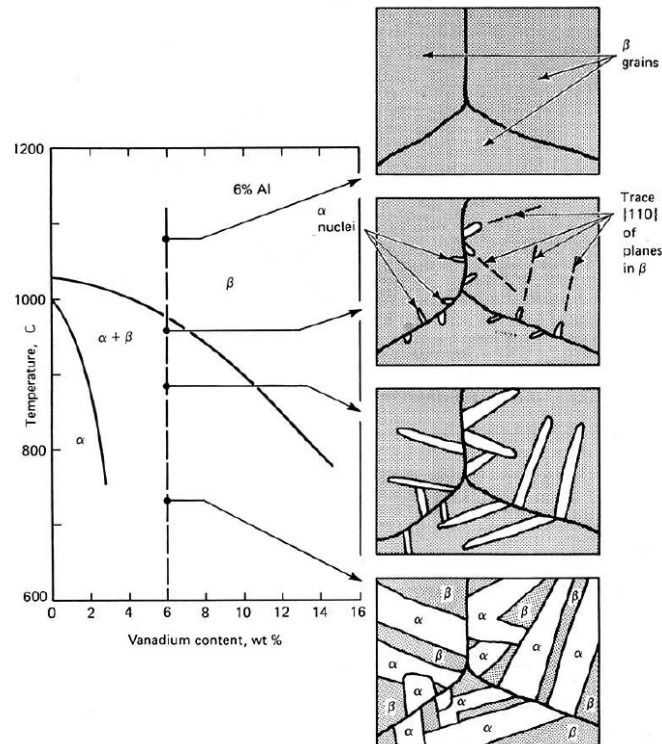 β
grains
1200
6% Al
α
nuclei
Trace
{110}
of
planes
in β
β
1000
α + β
Temperature, C
800
α
600
0 2 4 6 8 10 12 14 16
Vanadium content, wt %
β
β
α
α
β
α
β
α
α
α
α
β
β
α
β